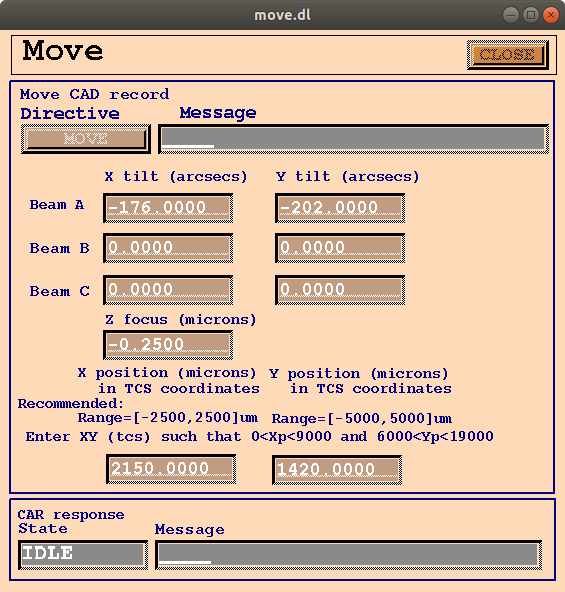 move.dl
Move CLOSE
Move CAD record
Directive Message
MOVE
X tilt (arcsecs) Y tilt (arcsecs)
Beam A -176.0000 -202.0000
Beam B 0.0000 0.0000
Beam C 0.0000 0.0000
Z focus (microns)
-0.2500
X position (microns) Y position (microns)
in TCS coordinates in TCS coordinates
Recommended:
Range=[-2500,2500]um Range=[-5000,5000]um
Enter XY (tcs) such that 0<Xp<9000 and 6000<Yp<19000
2150.0000 1420.0000
CAR response
State Message
IDLE